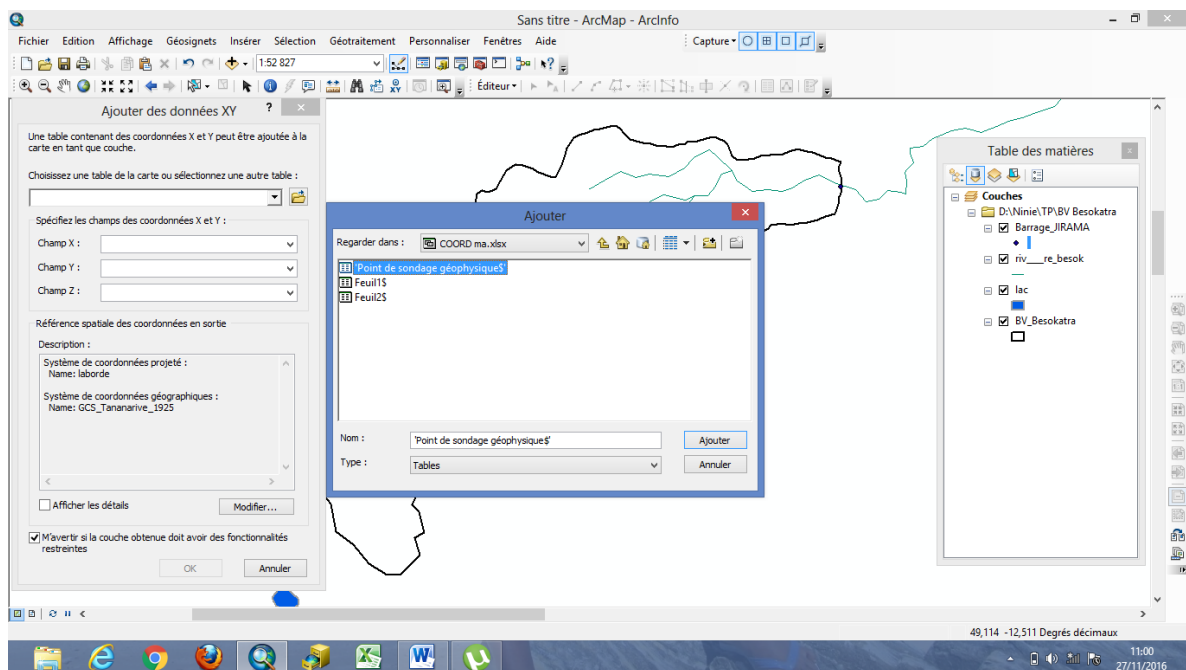 Sans titre - ArcMap - ArcInfo
Fichier Edition Affichage Géosignets Insérer Sélection Géotraitement Personnaliser Fenêtres Aide
Capture
1:52 827
Éditeur
Ajouter des données XY ?
Une table contenant des coordonnées X et Y peut être ajoutée à la
carte en tant que couche.
Choisissez une table de la carte ou sélectionnez une autre table :
Spécifiez les champs des coordonnées X et Y :
Champ X :
Champ Y :
Champ Z :
Référence spatiale des coordonnées en sortie
Description :
Système de coordonnées projeté :
Name: laborde
Système de coordonnées géographiques :
Name: GCS_Tananarive_1925
Afficher les détails
Modifier...
M'avertir si la couche obtenue doit avoir des fonctionnalités
restreintes
OK Annuler
Ajouter
Regarder dans : COORD ma.xlsx
'Point de sondage géophysique$'
Feuil1$
Feuil2$
Nom : 'Point de sondage géophysique$' Ajouter
Type : Tables Annuler
Table des matières
Couches
D:\Ninie\TP\BV Besokatra
Barrage_JIRAMA
riv___re_besok
lac
BV_Besokatra
49,114 -12,511 Degrés décimaux
11:00
27/11/2016